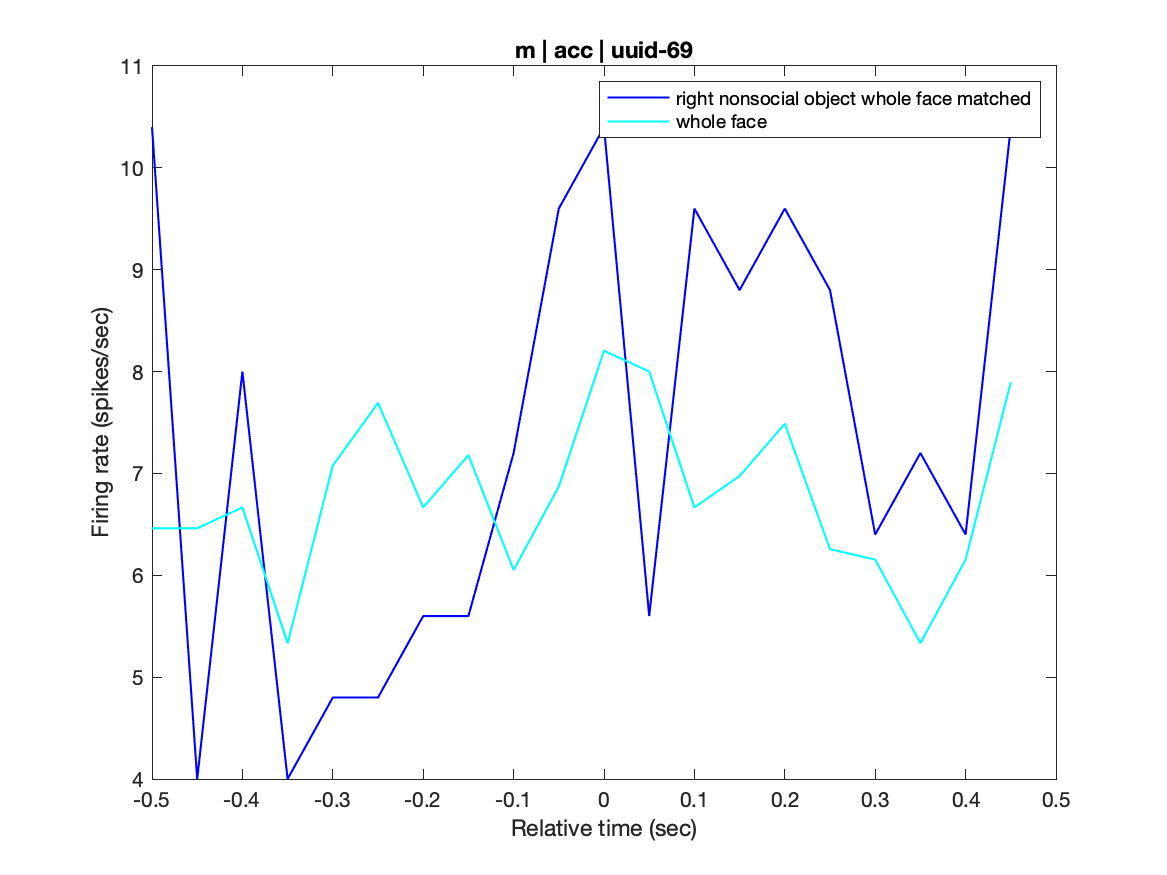 m | acc | uuid-69
right nonsocial object whole face matched
whole face
11
10
9
8
7
6
5
4
Firing rate (spikes/sec)
-0.5 -0.4 -0.3 -0.2 -0.1 0 0.1 0.2 0.3 0.4 0.5
Relative time (sec)